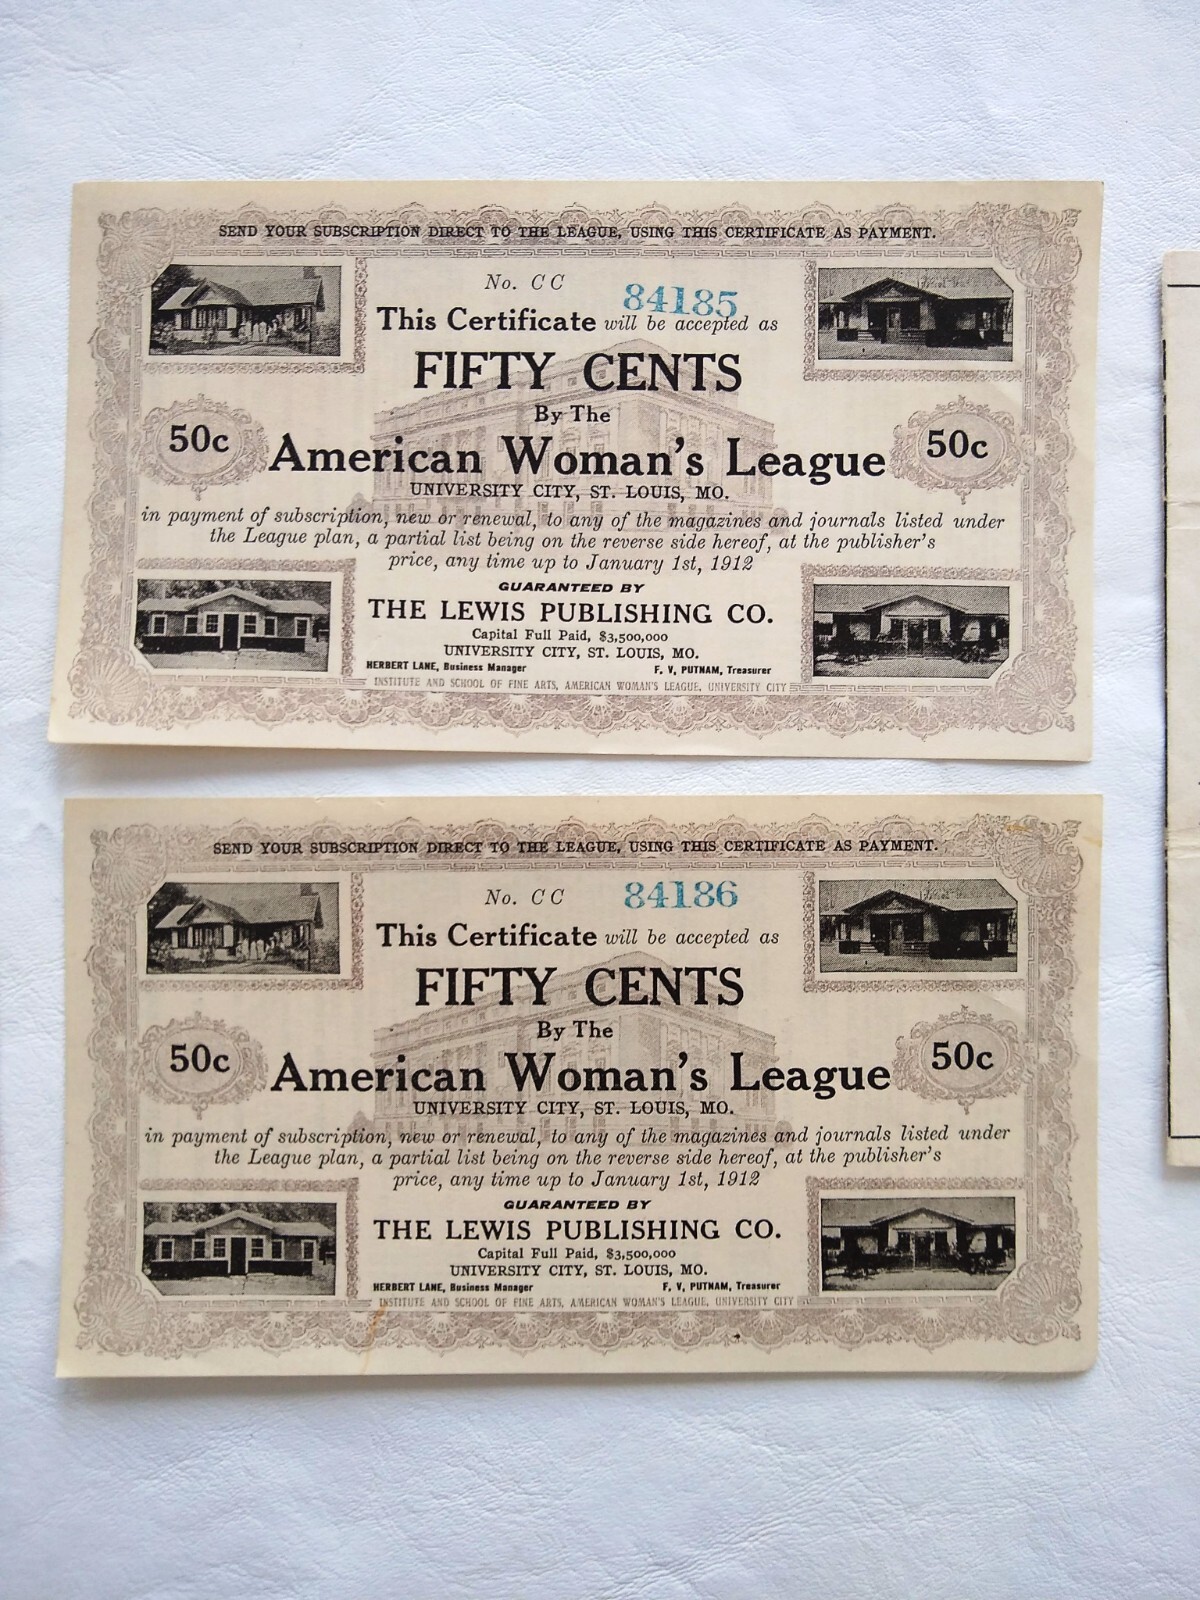 SEND YOUR SUBSCRIPTION DIRECT TO THE LEAGUE, USING THIS CERTIFICATE AS PAYMENT.
No. C C 84185
This Certificate will be accepted as
FIFTY CENTS
By The
50c American Woman's League 50c
UNIVERSITY CITY, ST. LOUIS, MO.
in payment of subscription, new or renewal, to any of the magazines and journals listed under
the League plan, a partial list being on the reverse side hereof, at the publisher's
price, any time up to January 1st, 1912
GUARANTEED BY
THE LEWIS PUBLISHING CO.
Capital Full Paid, $3,500,000
UNIVERSITY CITY, ST. LOUIS, MO.
HERBERT LANE, Business Manager F. V, PUTNAM, Treasurer
INSTITUTE AND SCHOOL OF FINE ARTS, AMERICAN WOMAN'S LEAGUE, UNIVERSITY CITY
SEND YOUR SUBSCRIPTION DIRECT TO THE LEAGUE, USING THIS CERTIFICATE AS PAYMENT.
No. C C 84186
This Certificate will be accepted as
FIFTY CENTS
By The
50c American Woman's League 50c
UNIVERSITY CITY, ST. LOUIS, MO.
in payment of subscription, new or renewal, to any of the magazines and journals listed under
the League plan, a partial list being on the reverse side hereof, at the publisher's
price, any time up to January 1st, 1912
GUARANTEED BY
THE LEWIS PUBLISHING CO.
Capital Full Paid, $3,500,000
UNIVERSITY CITY, ST. LOUIS, MO.
HERBERT LANE, Business Manager F. V, PUTNAM, Treasurer
INSTITUTE AND SCHOOL OF FINE ARTS, AMERICAN WOMAN'S LEAGUE, UNIVERSITY CITY